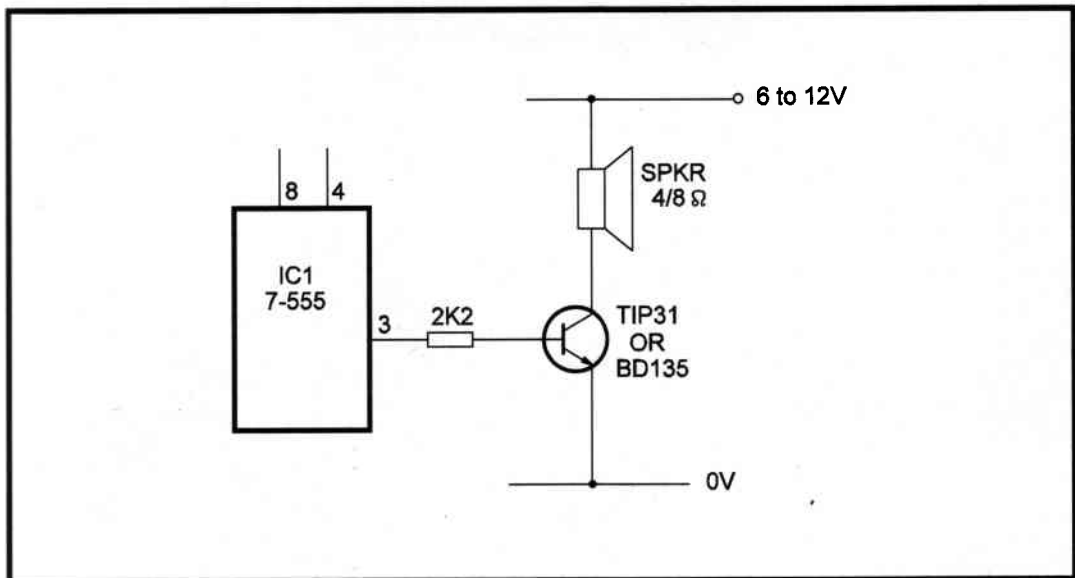 6 to 12V
SPKR
4/8 Ω
8 4
IC1
7-555
3
2K2
TIP31
OR
BD135
0V